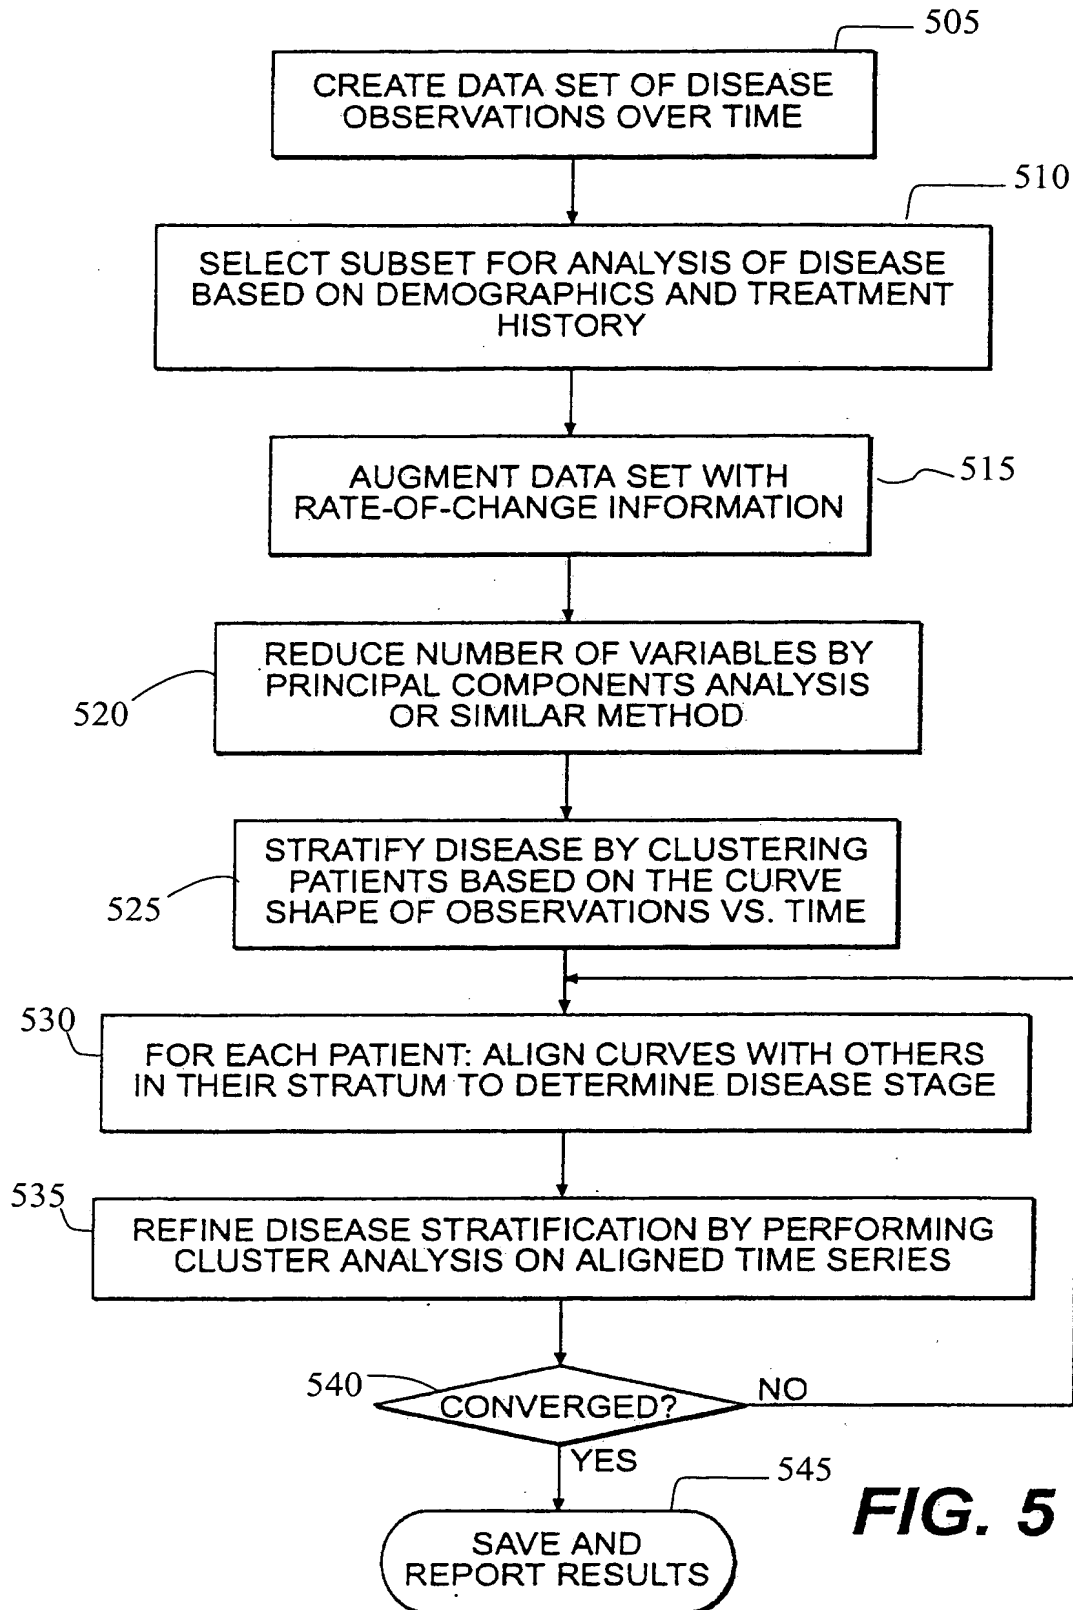 505
CREATE DATA SET OF DISEASE
OBSERVATIONS OVER TIME
510
SELECT SUBSET FOR ANALYSIS OF DISEASE
BASED ON DEMOGRAPHICS AND TREATMENT
HISTORY
515
AUGMENT DATA SET WITH
RATE-OF-CHANGE INFORMATION
520
REDUCE NUMBER OF VARIABLES BY
PRINCIPAL COMPONENTS ANALYSIS
OR SIMILAR METHOD
525
STRATIFY DISEASE BY CLUSTERING
PATIENTS BASED ON THE CURVE
SHAPE OF OBSERVATIONS VS. TIME
530
FOR EACH PATIENT: ALIGN CURVES WITH OTHERS
IN THEIR STRATUM TO DETERMINE DISEASE STAGE
535
REFINE DISEASE STRATIFICATION BY PERFORMING
CLUSTER ANALYSIS ON ALIGNED TIME SERIES
540
CONVERGED?
NO
YES
545
SAVE AND
REPORT RESULTS
FIG. 5